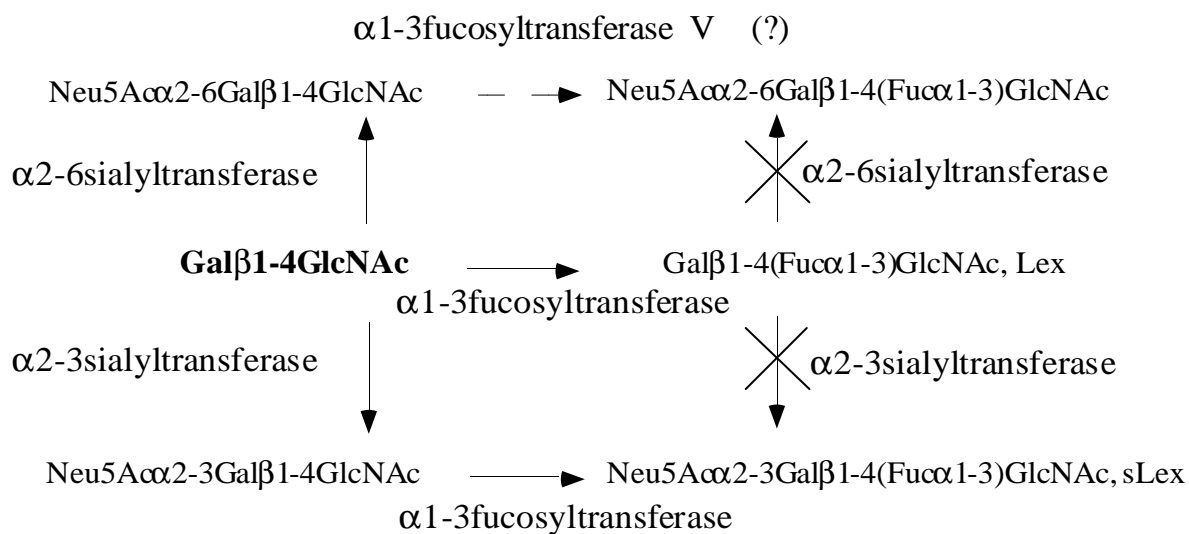 α1-3fucosyltransferase V (?)
Neu5Acα2-6Galβ1-4GlcNAc
Neu5Acα2-6Galβ1-4(Fucα1-3)GlcNAc
α2-6sialyltransferase
α2-6sialyltransferase
Galβ1-4GlcNAc
Galβ1-4(Fucα1-3)GlcNAc, Lex
α1-3fucosyltransferase
α2-3sialyltransferase
α2-3sialyltransferase
Neu5Acα2-3Galβ1-4GlcNAc
Neu5Acα2-3Galβ1-4(Fucα1-3)GlcNAc, sLex
α1-3fucosyltransferase